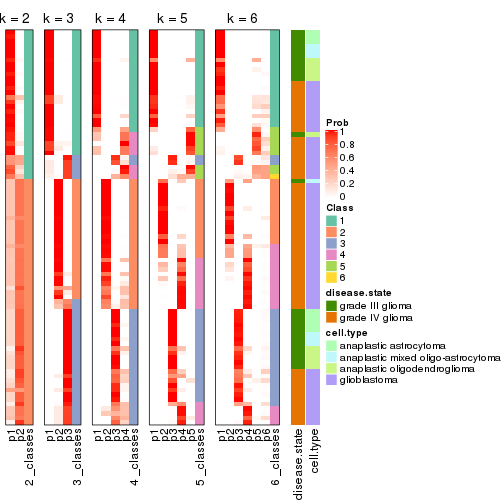 k = 2 k = 3 k = 4 k = 5 k = 6
Prob
1
0.8
0.6
0.4
0.2
0
Class
1
2
3
4
5
6
disease.state
grade III glioma
grade IV glioma
cell.type
anaplastic astrocytoma
anaplastic mixed oligo-astrocytoma
anaplastic oligodendroglioma
glioblastoma
p1 p2 2_classes p1 p2 p3 3_classes p1 p2 p3 p4 4_classes p1 p2 p3 p4 p5 5_classes p1 p2 p3 p4 p5 p6 6_classes disease.state cell.type